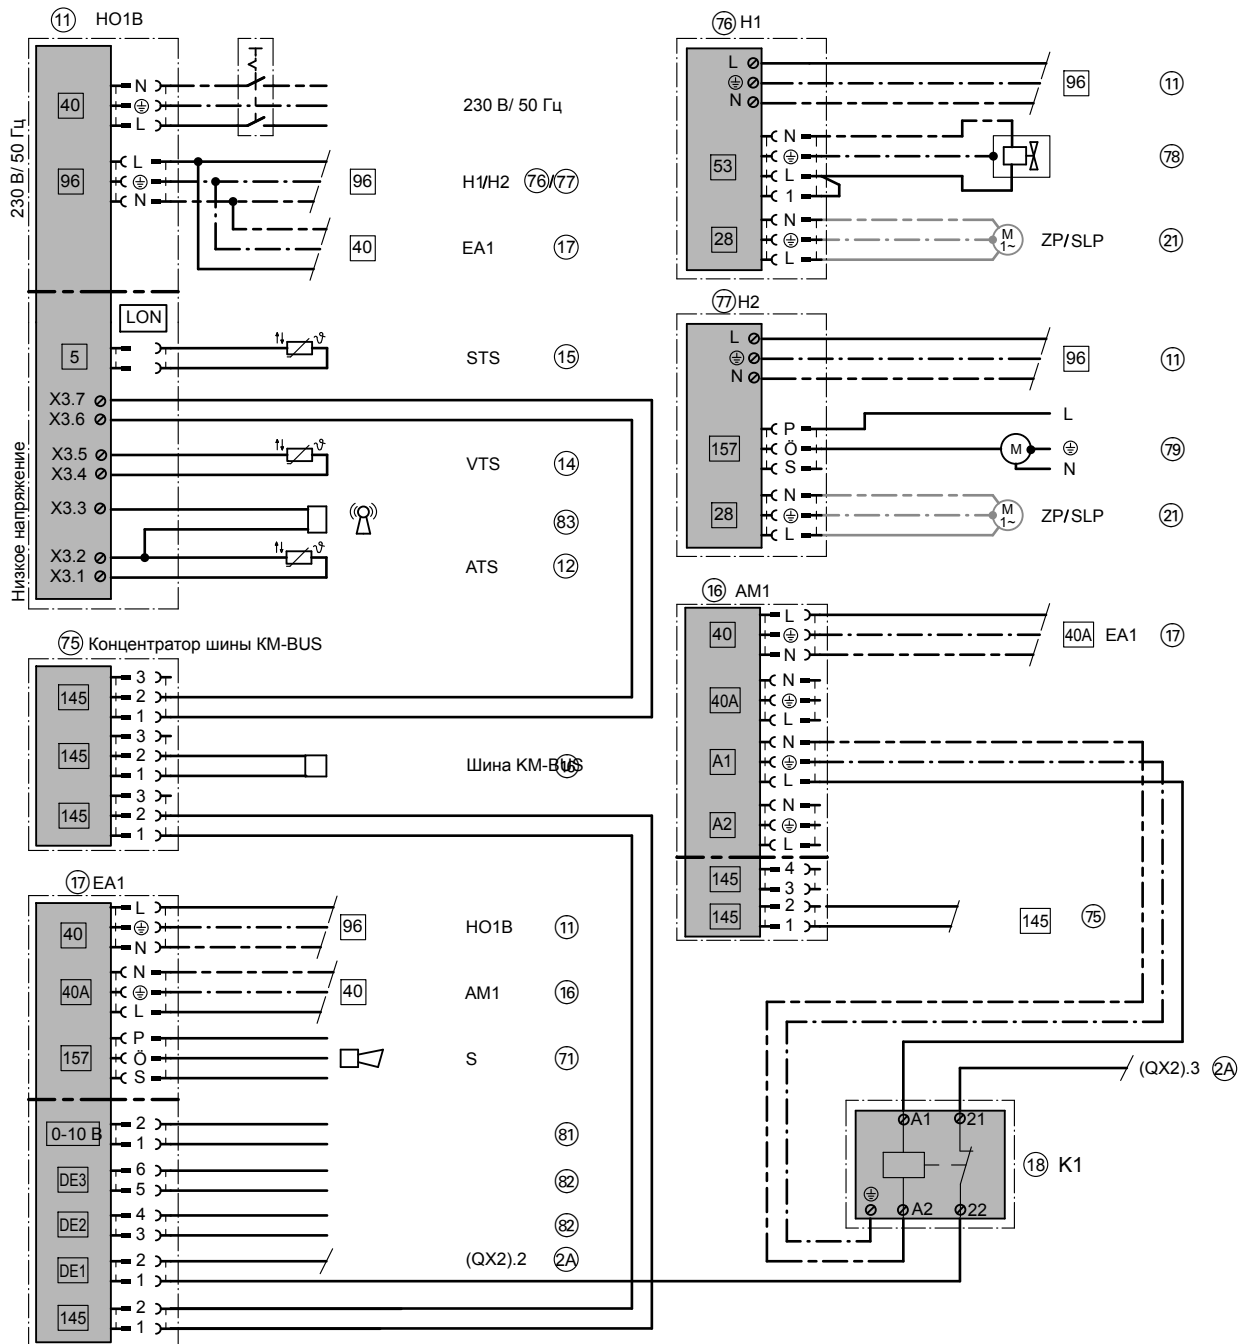 11 HO1B
230 В/ 50 Гц
Низкое напряжение
40
N
L
230 В/ 50 Гц
96
L
N
96 H1/H2 76/77
40 EA1 17
LON
5
STS 15
X3.7
X3.6
X3.5
X3.4
VTS 14
X3.3
83
X3.2
X3.1
ATS 12
75 Концентратор шины KM-BUS
145
3
2
1
145
3
2
1
Шина KM-BUS 16
145
3
2
1
17 EA1
40
L
N
96 HO1B 11
40A
N
L
40 AM1 16
157
P
Ö
S
S 71
0-10 В
2
1
81
DE3
6
5
82
DE2
4
3
82
DE1
2
1
(QX2).2 2A
145
2
1
76 H1
L
N
96 11
53
N
L
1
78
28
N
L
M
1~
ZP/SLP 21
77 H2
L
N
96 11
157
P
Ö
S
M
L
N
79
28
N
L
M
1~
ZP/SLP 21
16 AM1
40
L
N
40A EA1 17
40A
N
L
A1
N
L
A2
N
L
145
4
3
145
2
1
145 75
(QX2).3 2A
A1 21
18 K1
A2 22